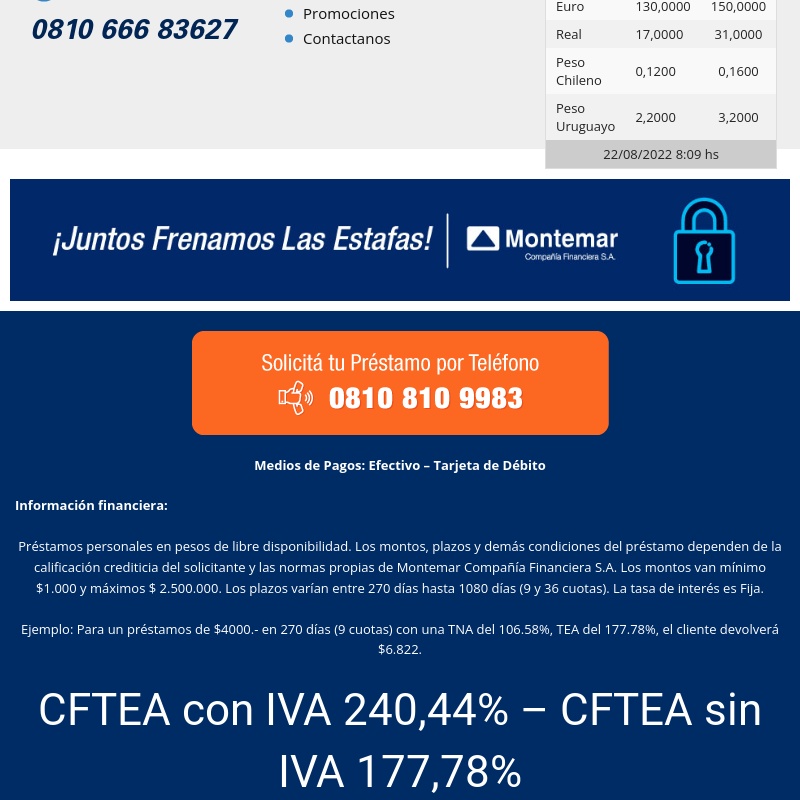 0810 666 83627
Promociones
Contactanos
Euro 130,0000 150,0000
Real 17,0000 31,0000
Peso
Chileno 0,1200 0,1600
Peso
Uruguayo 2,2000 3,2000
22/08/2022 8:09 hs
¡Juntos Frenamos Las Estafas!
Montemar
Compañía Financiera S.A.
Solicitá tu Préstamo por Teléfono
0810 810 9983
Medios de Pagos: Efectivo – Tarjeta de Débito
Información financiera:
Préstamos personales en pesos de libre disponibilidad. Los montos, plazos y demás condiciones del préstamo dependen de la
calificación crediticia del solicitante y las normas propias de Montemar Compañía Financiera S.A. Los montos van mínimo
$1.000 y máximos $ 2.500.000. Los plazos varían entre 270 días hasta 1080 días (9 y 36 cuotas). La tasa de interés es Fija.
Ejemplo: Para un préstamos de $4000.- en 270 días (9 cuotas) con una TNA del 106.58%, TEA del 177.78%, el cliente devolverá
$6.822.
CFTEA con IVA 240,44% – CFTEA sin
IVA 177,78%